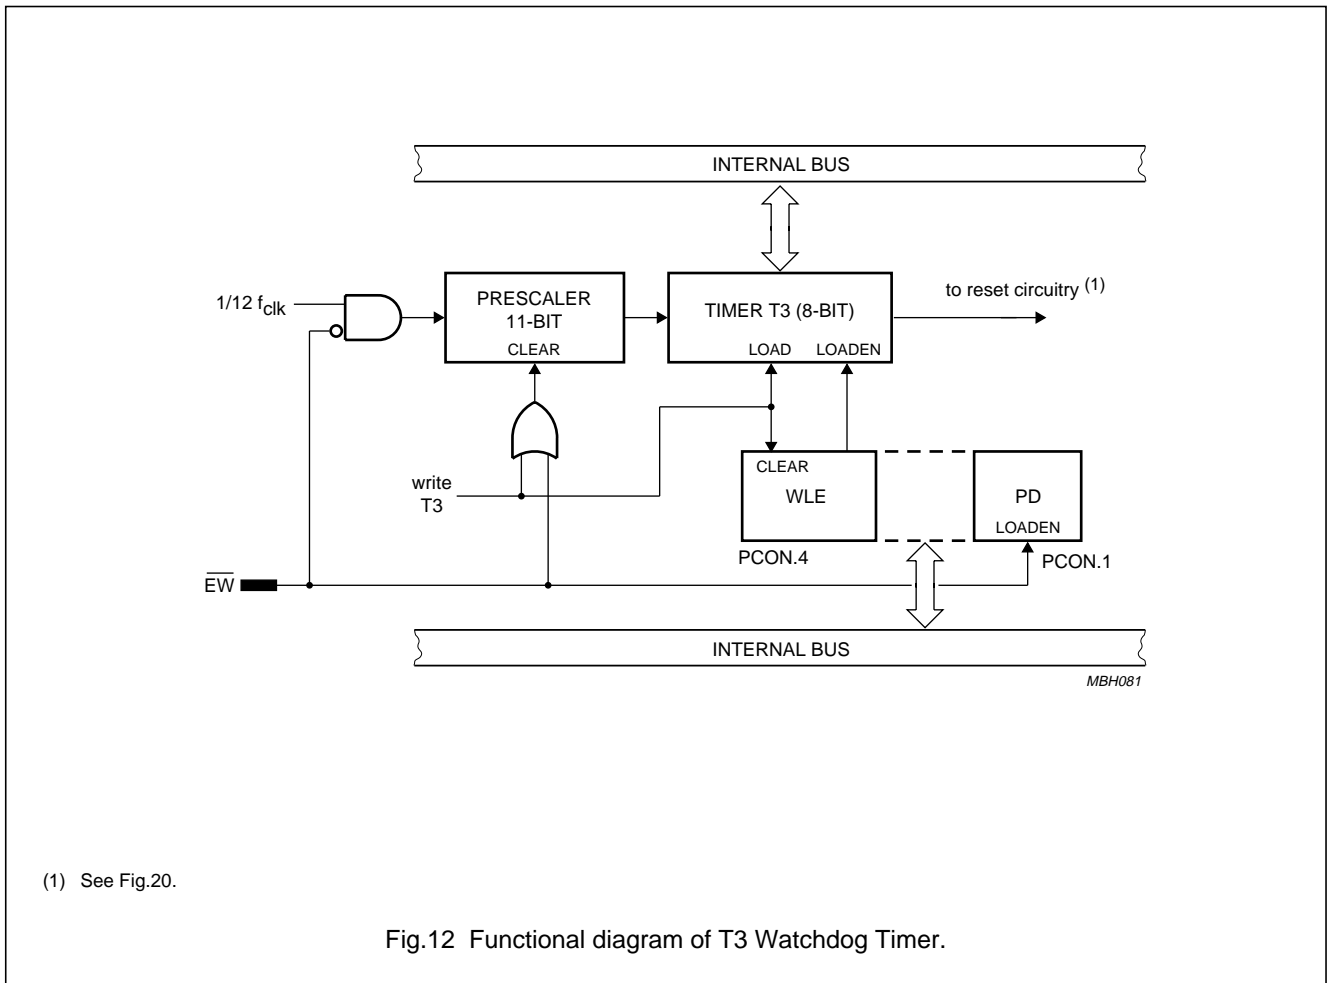 INTERNAL BUS
1/12 fclk
PRESCALER
11-BIT
CLEAR
TIMER T3 (8-BIT)
LOAD LOADEN
to reset circuitry (1)
write
T3
CLEAR
WLE
PD
LOADEN
PCON.4
PCON.1
EW
INTERNAL BUS
MBH081
(1) See Fig.20.
Fig.12 Functional diagram of T3 Watchdog Timer.